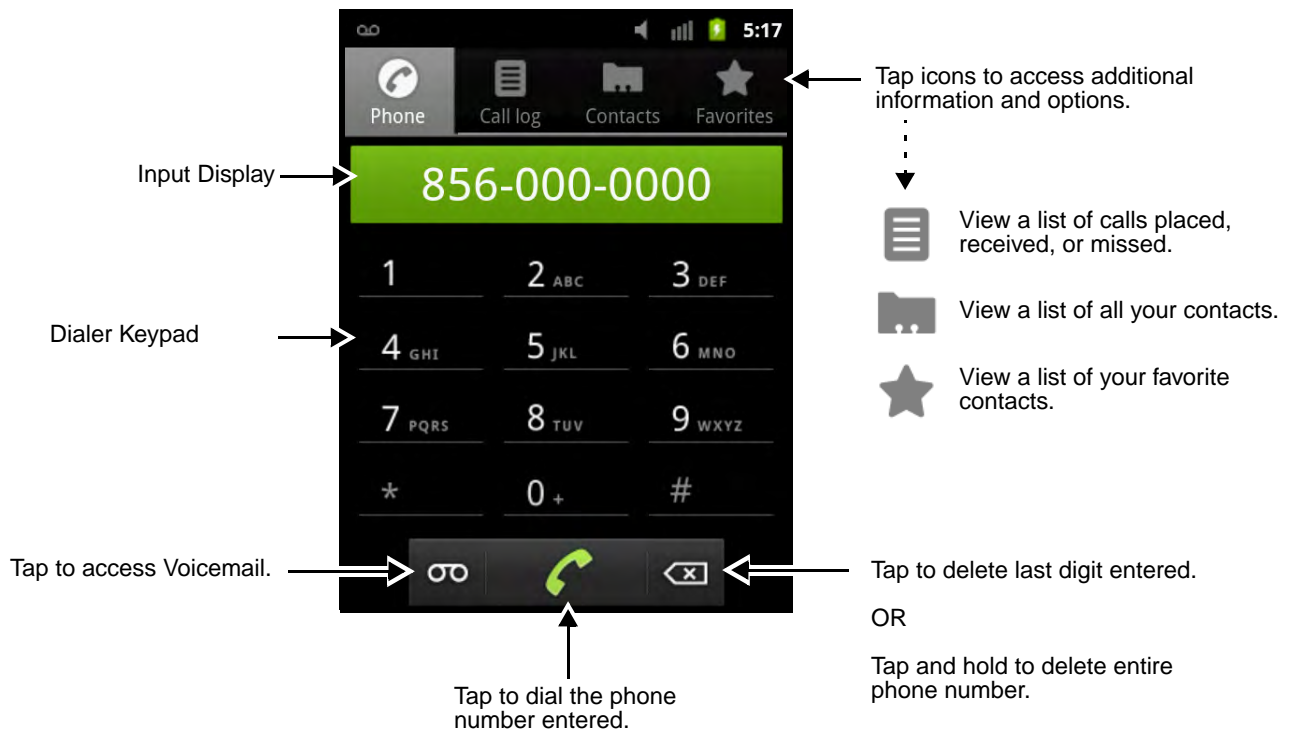 5:17
Phone
Call log
Contacts
Favorites
Tap icons to access additional
information and options.
Input Display
856-000-0000
View a list of calls placed,
received, or missed.
1
2 ABC
3 DEF
View a list of all your contacts.
Dialer Keypad
4 GHI
5 JKL
6 MNO
View a list of your favorite
contacts.
7 PQRS
8 TUV
9 WXYZ
*
0 +
#
Tap to access Voicemail.
Tap to delete last digit entered.
OR
Tap and hold to delete entire
phone number.
Tap to dial the phone
number entered.